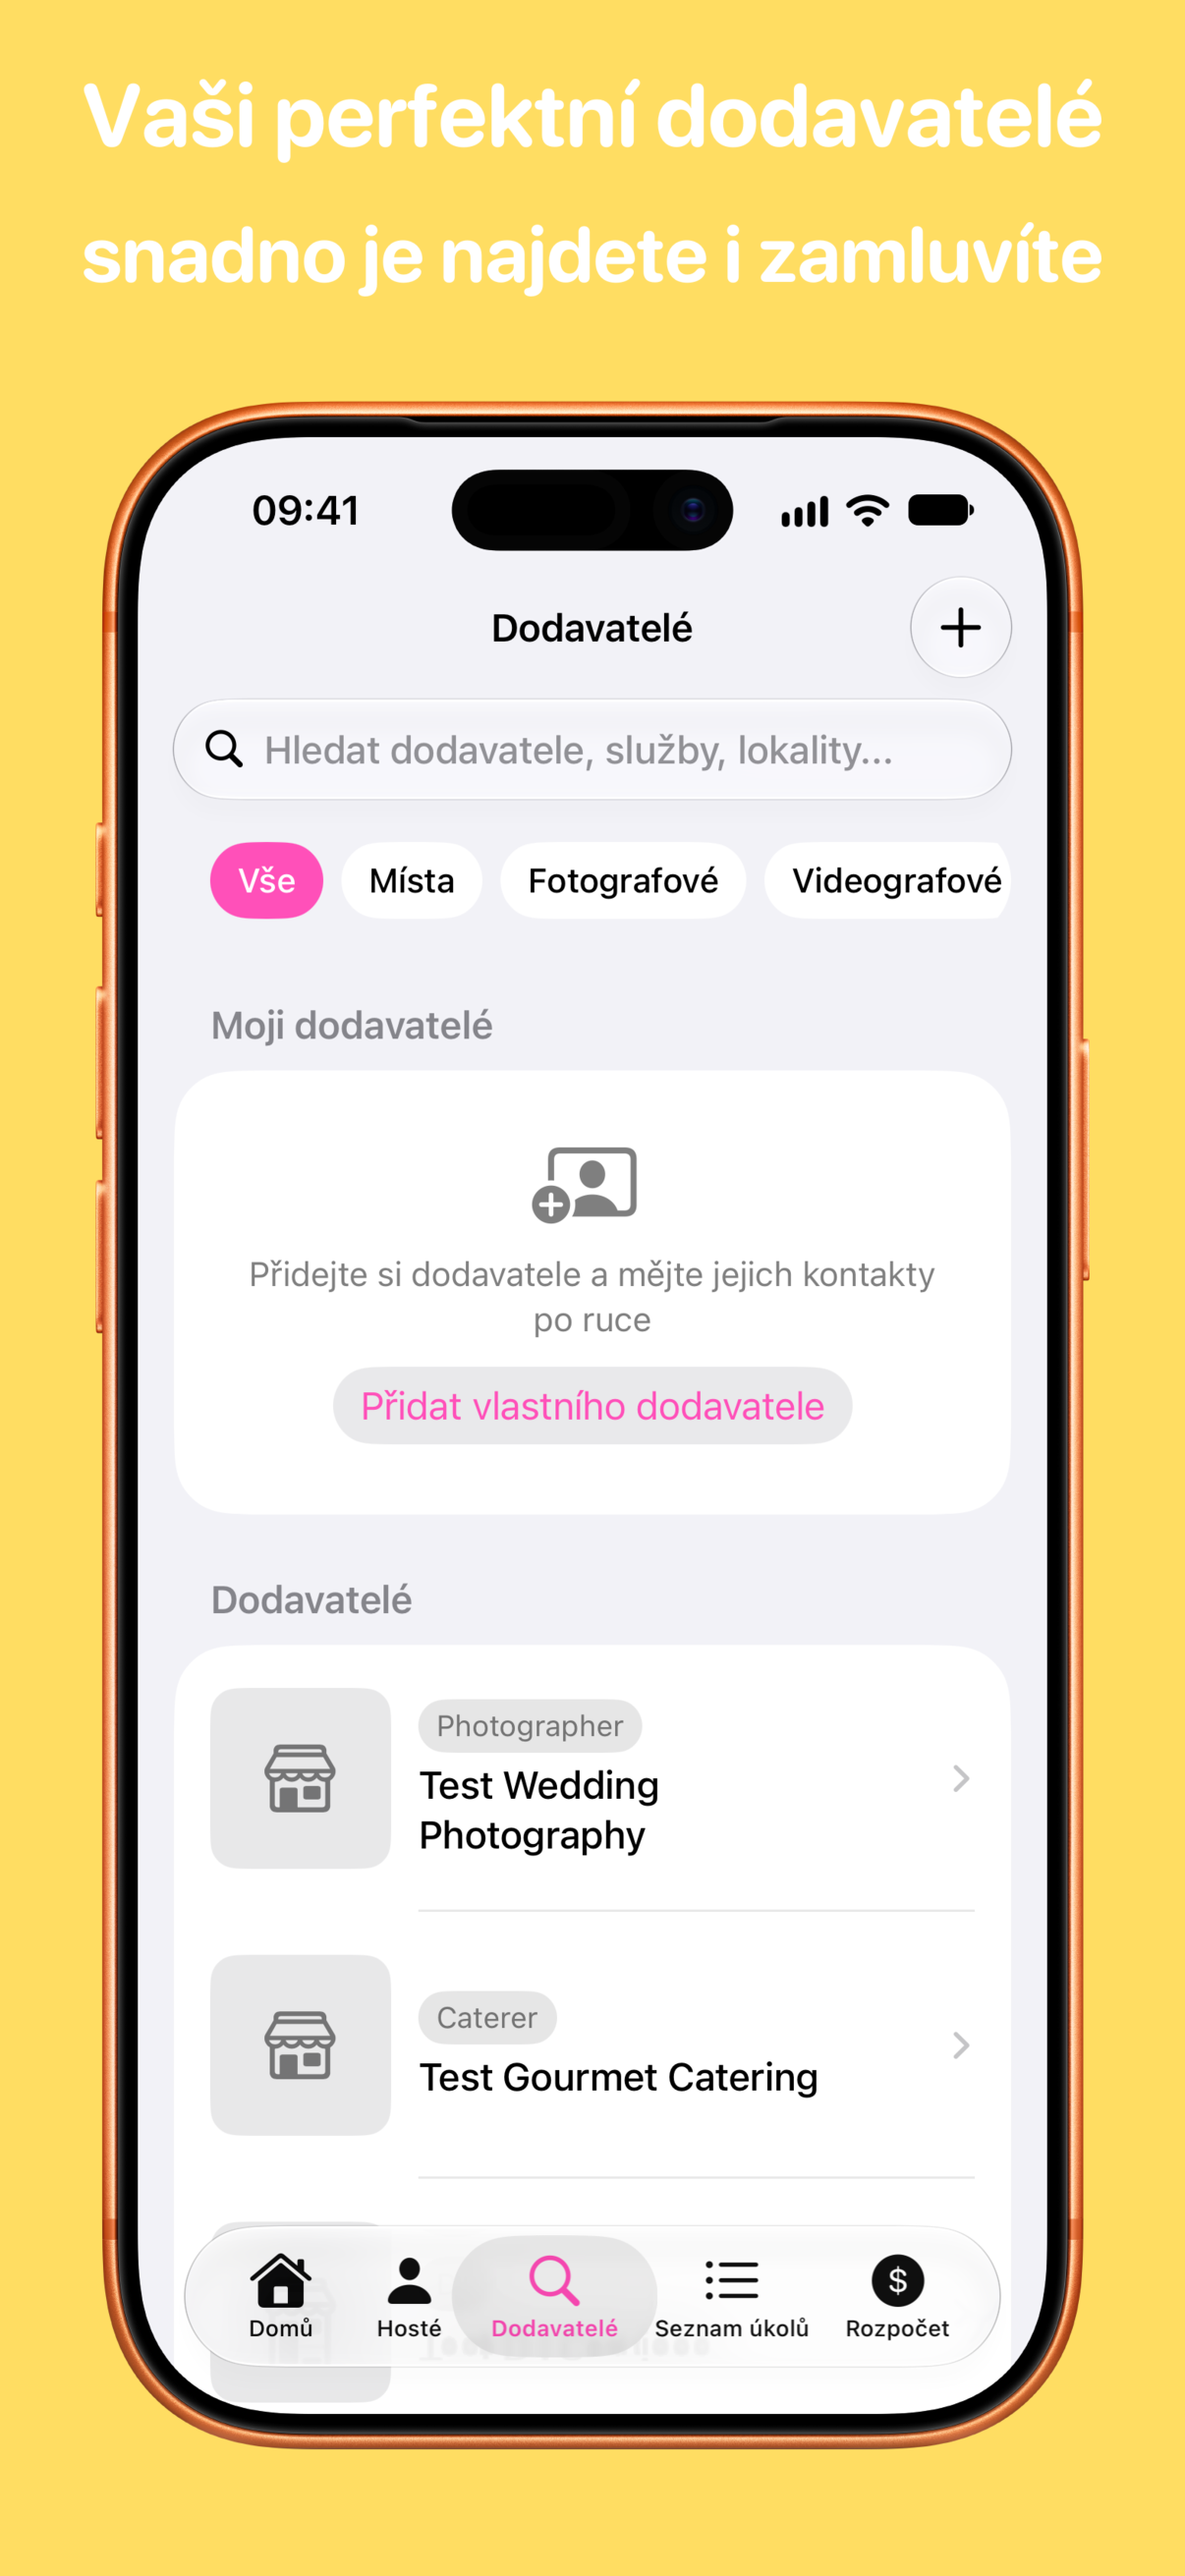 Vaši perfektní dodavatelé
snadno je najdete i zamluvíte
09:41
Dodavatelé
Hledat dodavatele, služby, lokality...
Vše
Místa
Fotografové
Videografové
Moji dodavatelé
Přidejte si dodavatele a mějte jejich kontakty
po ruce
Přidat vlastního dodavatele
Dodavatelé
Photographer
Test Wedding
Photography
Caterer
Test Gourmet Catering
Domů
Hosté
Dodavatelé
Seznam úkolů
Rozpočet